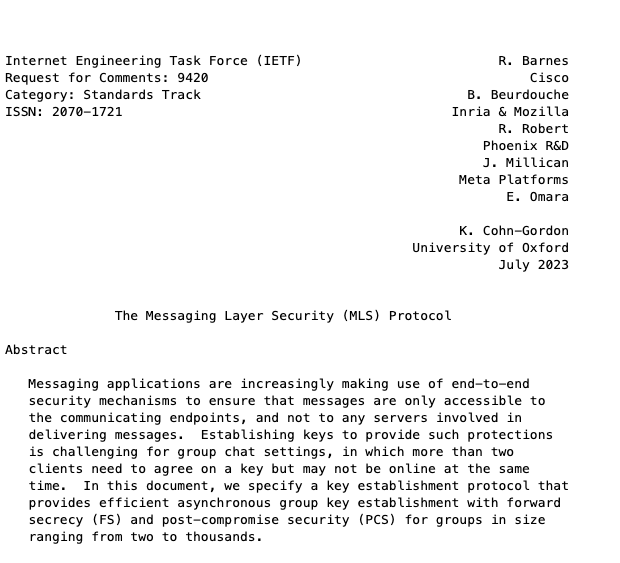 Internet Engineering Task Force (IETF) R. Barnes
Request for Comments: 9420 Cisco
Category: Standards Track B. Beurdouche
ISSN: 2070-1721 Inria & Mozilla
R. Robert
Phoenix R&D
J. Millican
Meta Platforms
E. Omara
K. Cohn-Gordon
University of Oxford
July 2023
The Messaging Layer Security (MLS) Protocol
Abstract
Messaging applications are increasingly making use of end-to-end
security mechanisms to ensure that messages are only accessible to
the communicating endpoints, and not to any servers involved in
delivering messages. Establishing keys to provide such protections
is challenging for group chat settings, in which more than two
clients need to agree on a key but may not be online at the same
time. In this document, we specify a key establishment protocol that
provides efficient asynchronous group key establishment with forward
secrecy (FS) and post-compromise security (PCS) for groups in size
ranging from two to thousands.